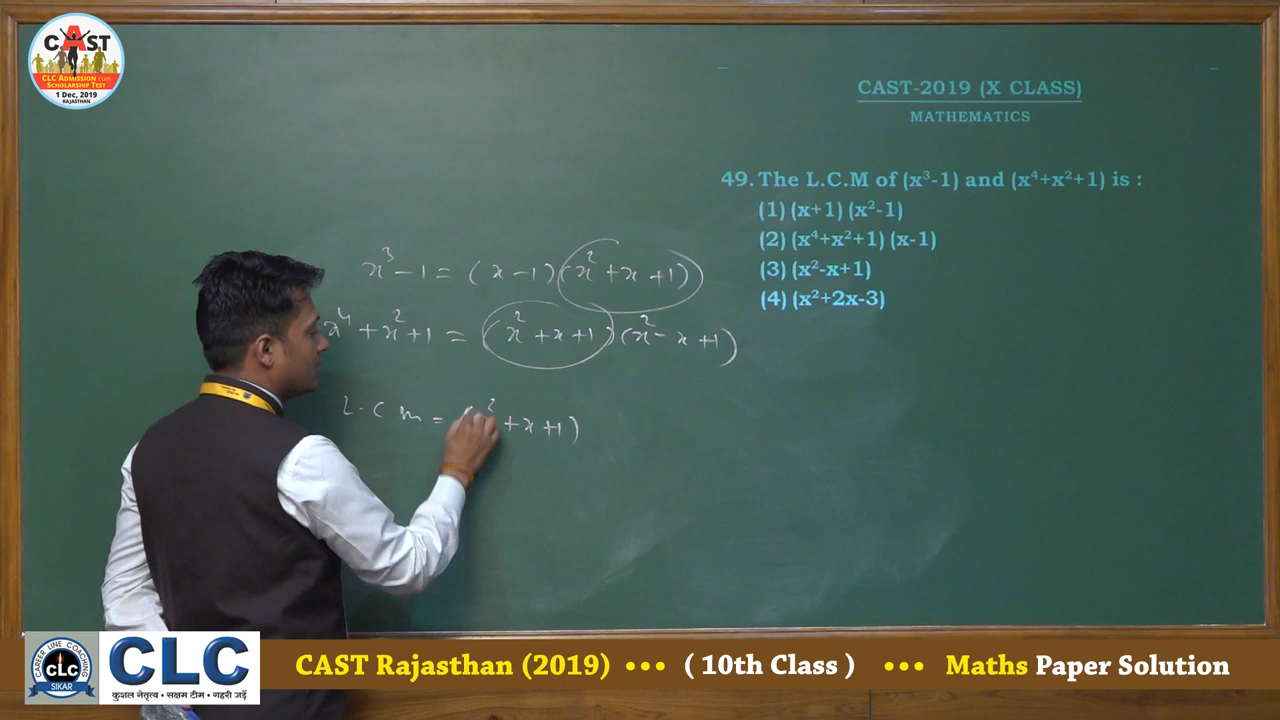 CAST
CLC ADMISSION cum
SCHOLARSHIP TEST
1 Dec, 2019
RAJASTHAN
CAST-2019 (X CLASS)
MATHEMATICS
49. The L.C.M of (x³-1) and (x⁴+x²+1) is :
(1) (x+1) (x²-1)
(2) (x⁴+x²+1) (x-1)
(3) (x²-x+1)
(4) (x²+2x-3)
x³-1 = (x-1)(x²+x+1)
x⁴+x²+1 = (x²+x+1)(x²-x+1)
L.C m = (x²+x+1)
CAREER LINE COACHING
CLC
SIKAR
CLC
कुशल नेतृत्व • सक्षम टीम • गहरी जड़ें
CAST Rajasthan (2019) ••• ( 10th Class ) ••• Maths Paper Solution